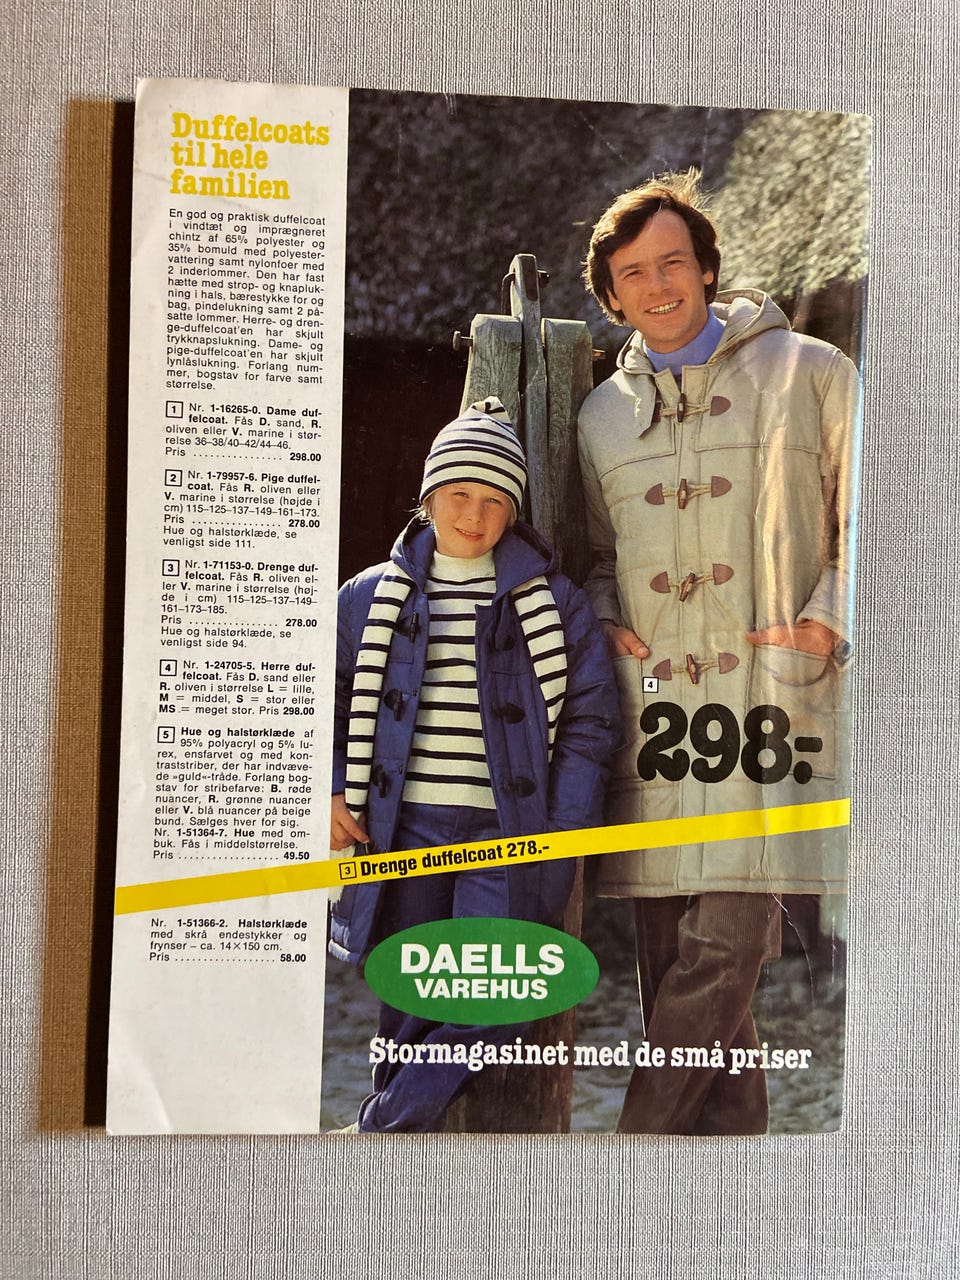 Duffelcoats
til hele
familien
En god og praktisk duffelcoat
i vindtæt og imprægneret
chintz af 65% polyester og
35% bomuld med polyester-
vattering samt nylonfoer med
2 inderlommer. Den har fast
hætte med strop- og knapluk-
ning i hals, bærestykke for og
bag, pindelukning samt 2 på-
satte lommer. Herre- og dren-
ge-duffelcoat'en har skjult
trykknapslukning. Dame- og
pige-duffelcoat'en har skjult
lynlåslukning. Forlang num-
mer, bogstav for farve samt
størrelse.
1 Nr. 1-16265-0. Dame duf-
felcoat. Fås D. sand, R.
oliven eller V. marine i stør-
relse 36-38/40-42/44-46.
Pris ................ 298.00
2 Nr. 1-79957-6. Pige duffel-
coat. Fås R. oliven eller
V. marine i størrelse (højde i
cm) 115-125-137-149-161-173.
Pris ................ 278.00
Hue og halstørklæde, se
venligst side 111.
3 Nr. 1-71153-0. Drenge duf-
felcoat. Fås R. oliven el-
ler V. marine i størrelse (høj-
de i cm) 115-125-137-149-
161-173-185.
Pris ................ 278.00
Hue og halstørklæde, se
venligst side 94.
4 Nr. 1-24705-5. Herre duf-
felcoat. Fås D. sand eller
R. oliven i størrelse L = lille,
M = middel, S = stor eller
MS = meget stor. Pris 298.00
5 Hue og halstørklæde af
95% polyacryl og 5% lu-
rex, ensfarvet og med kon-
traststriber, der har indvæve-
de »guld«-tråde. Forlang bog-
stav for stribefarve: B. røde
nuancer, R. grønne nuancer
eller V. blå nuancer på beige
bund. Sælges hver for sig.
Nr. 1-51364-7. Hue med om-
buk. Fås i middelstørrelse.
Pris .................. 49.50
Nr. 1-51366-2. Halstørklæde
med skrå endestykker og
frynser - ca. 14×150 cm.
Pris .................. 58.00
4
298.-
3 Drenge duffelcoat 278.-
DAELLS
VAREHUS
Stormagasinet med de små priser